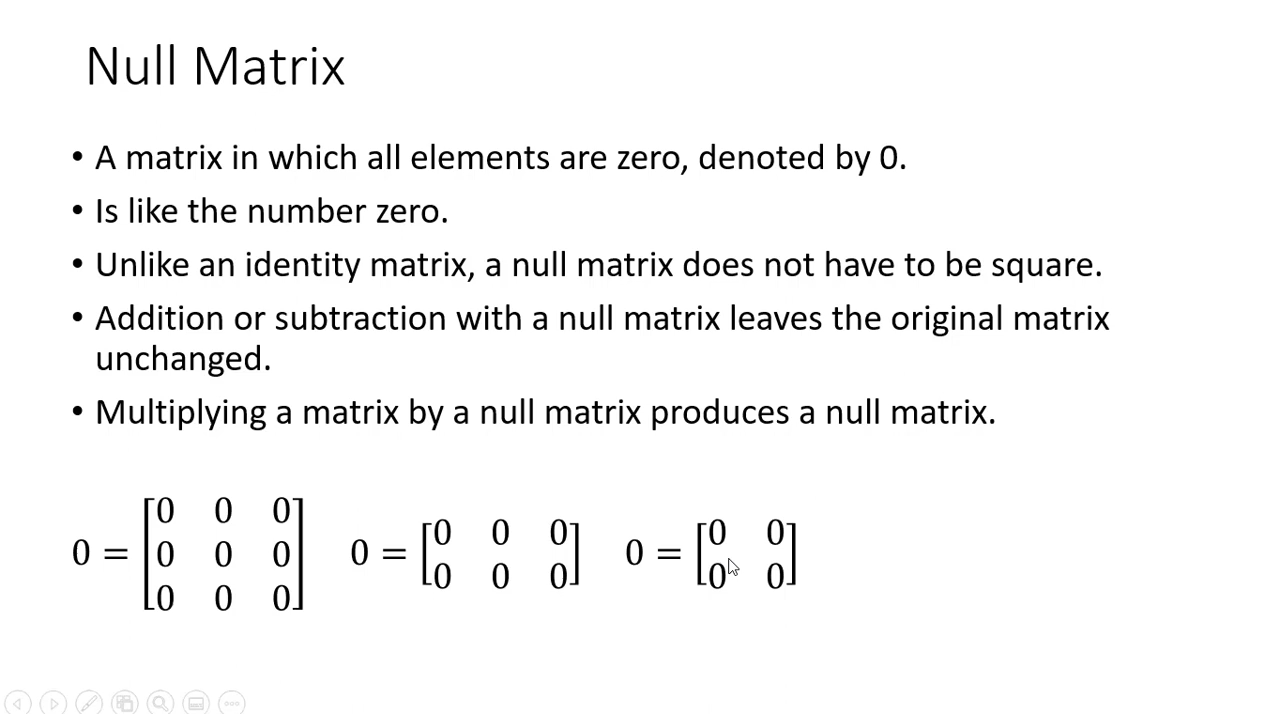 Null Matrix
• A matrix in which all elements are zero, denoted by 0.
• Is like the number zero.
• Unlike an identity matrix, a null matrix does not have to be square.
• Addition or subtraction with a null matrix leaves the original matrix
unchanged.
• Multiplying a matrix by a null matrix produces a null matrix.
0 = [0 0 0
0 0 0
0 0 0]
0 = [0 0 0
0 0 0]
0 = [0 0
0 0]